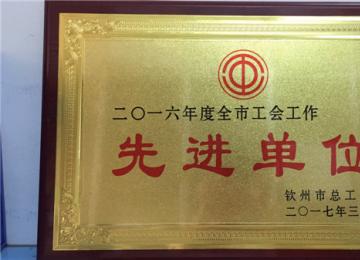 二〇一六年度全市工会工作
先进单位
钦州市总工
二〇一七年三